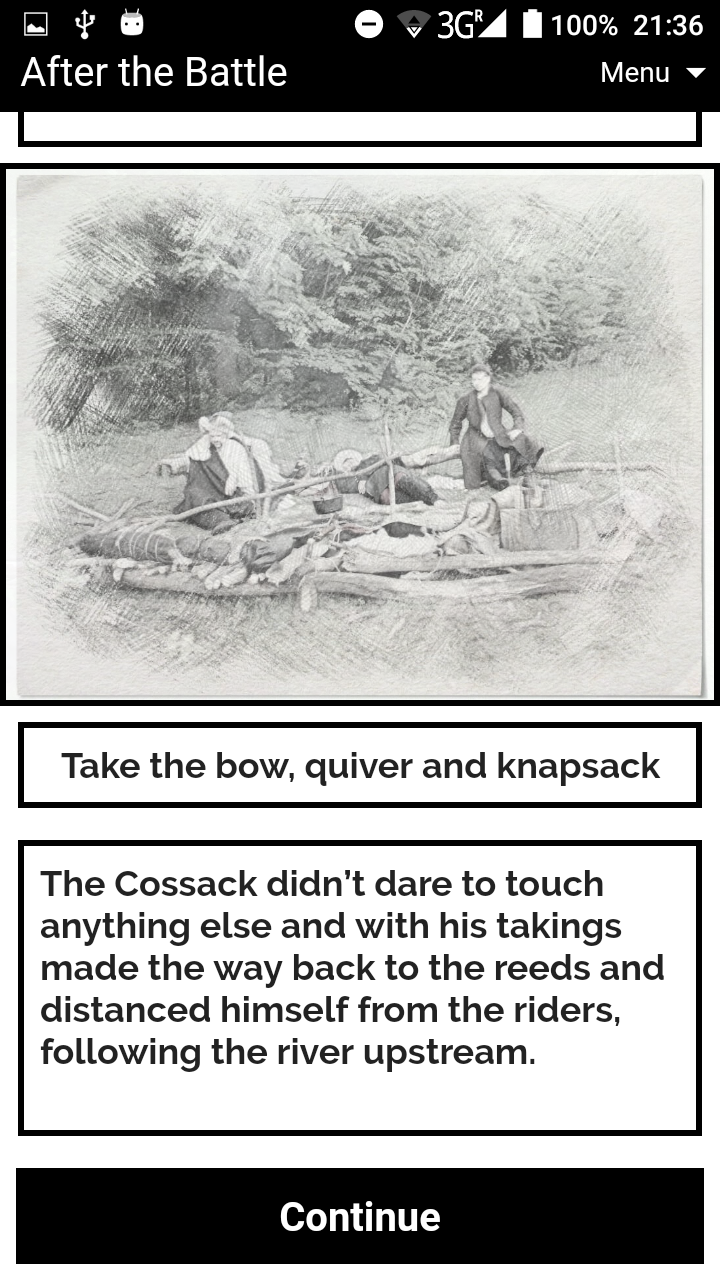 3G R 100% 21:36
After the Battle
Menu
Take the bow, quiver and knapsack
The Cossack didn’t dare to touch
anything else and with his takings
made the way back to the reeds and
distanced himself from the riders,
following the river upstream.
Continue